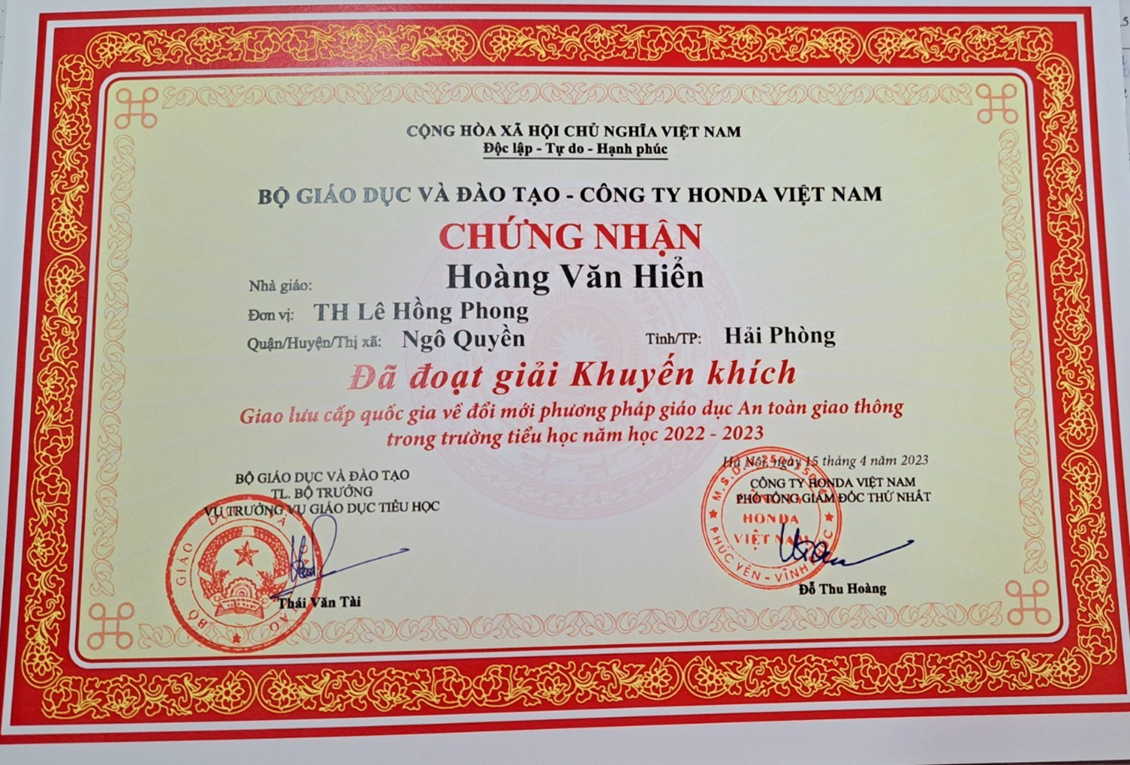 CỘNG HÒA XÃ HỘI CHỦ NGHĨA VIỆT NAM
Độc lập - Tự do - Hạnh phúc
BỘ GIÁO DỤC VÀ ĐÀO TẠO - CÔNG TY HONDA VIỆT NAM
CHỨNG NHẬN
Nhà giáo: Hoàng Văn Hiển
Đơn vị: TH Lê Hồng Phong
Quận/Huyện/Thị xã: Ngô Quyền Tỉnh/TP: Hải Phòng
Đã đoạt giải Khuyến khích
Giao lưu cấp quốc gia về đổi mới phương pháp giáo dục An toàn giao thông
trong trường tiểu học năm học 2022 - 2023
Hà Nội, ngày 15 tháng 4 năm 2023
BỘ GIÁO DỤC VÀ ĐÀO TẠO
TL. BỘ TRƯỞNG
VỤ TRƯỞNG VỤ GIÁO DỤC TIỂU HỌC
BỘ GIÁO DỤC VÀ ĐÀO TẠO
Thái Văn Tài
CÔNG TY HONDA VIỆT NAM
PHÓ TỔNG GIÁM ĐỐC THỨ NHẤT
HONDA
VIỆT NAM
PHÚC YÊN - VĨNH
Đỗ Thu Hoàng